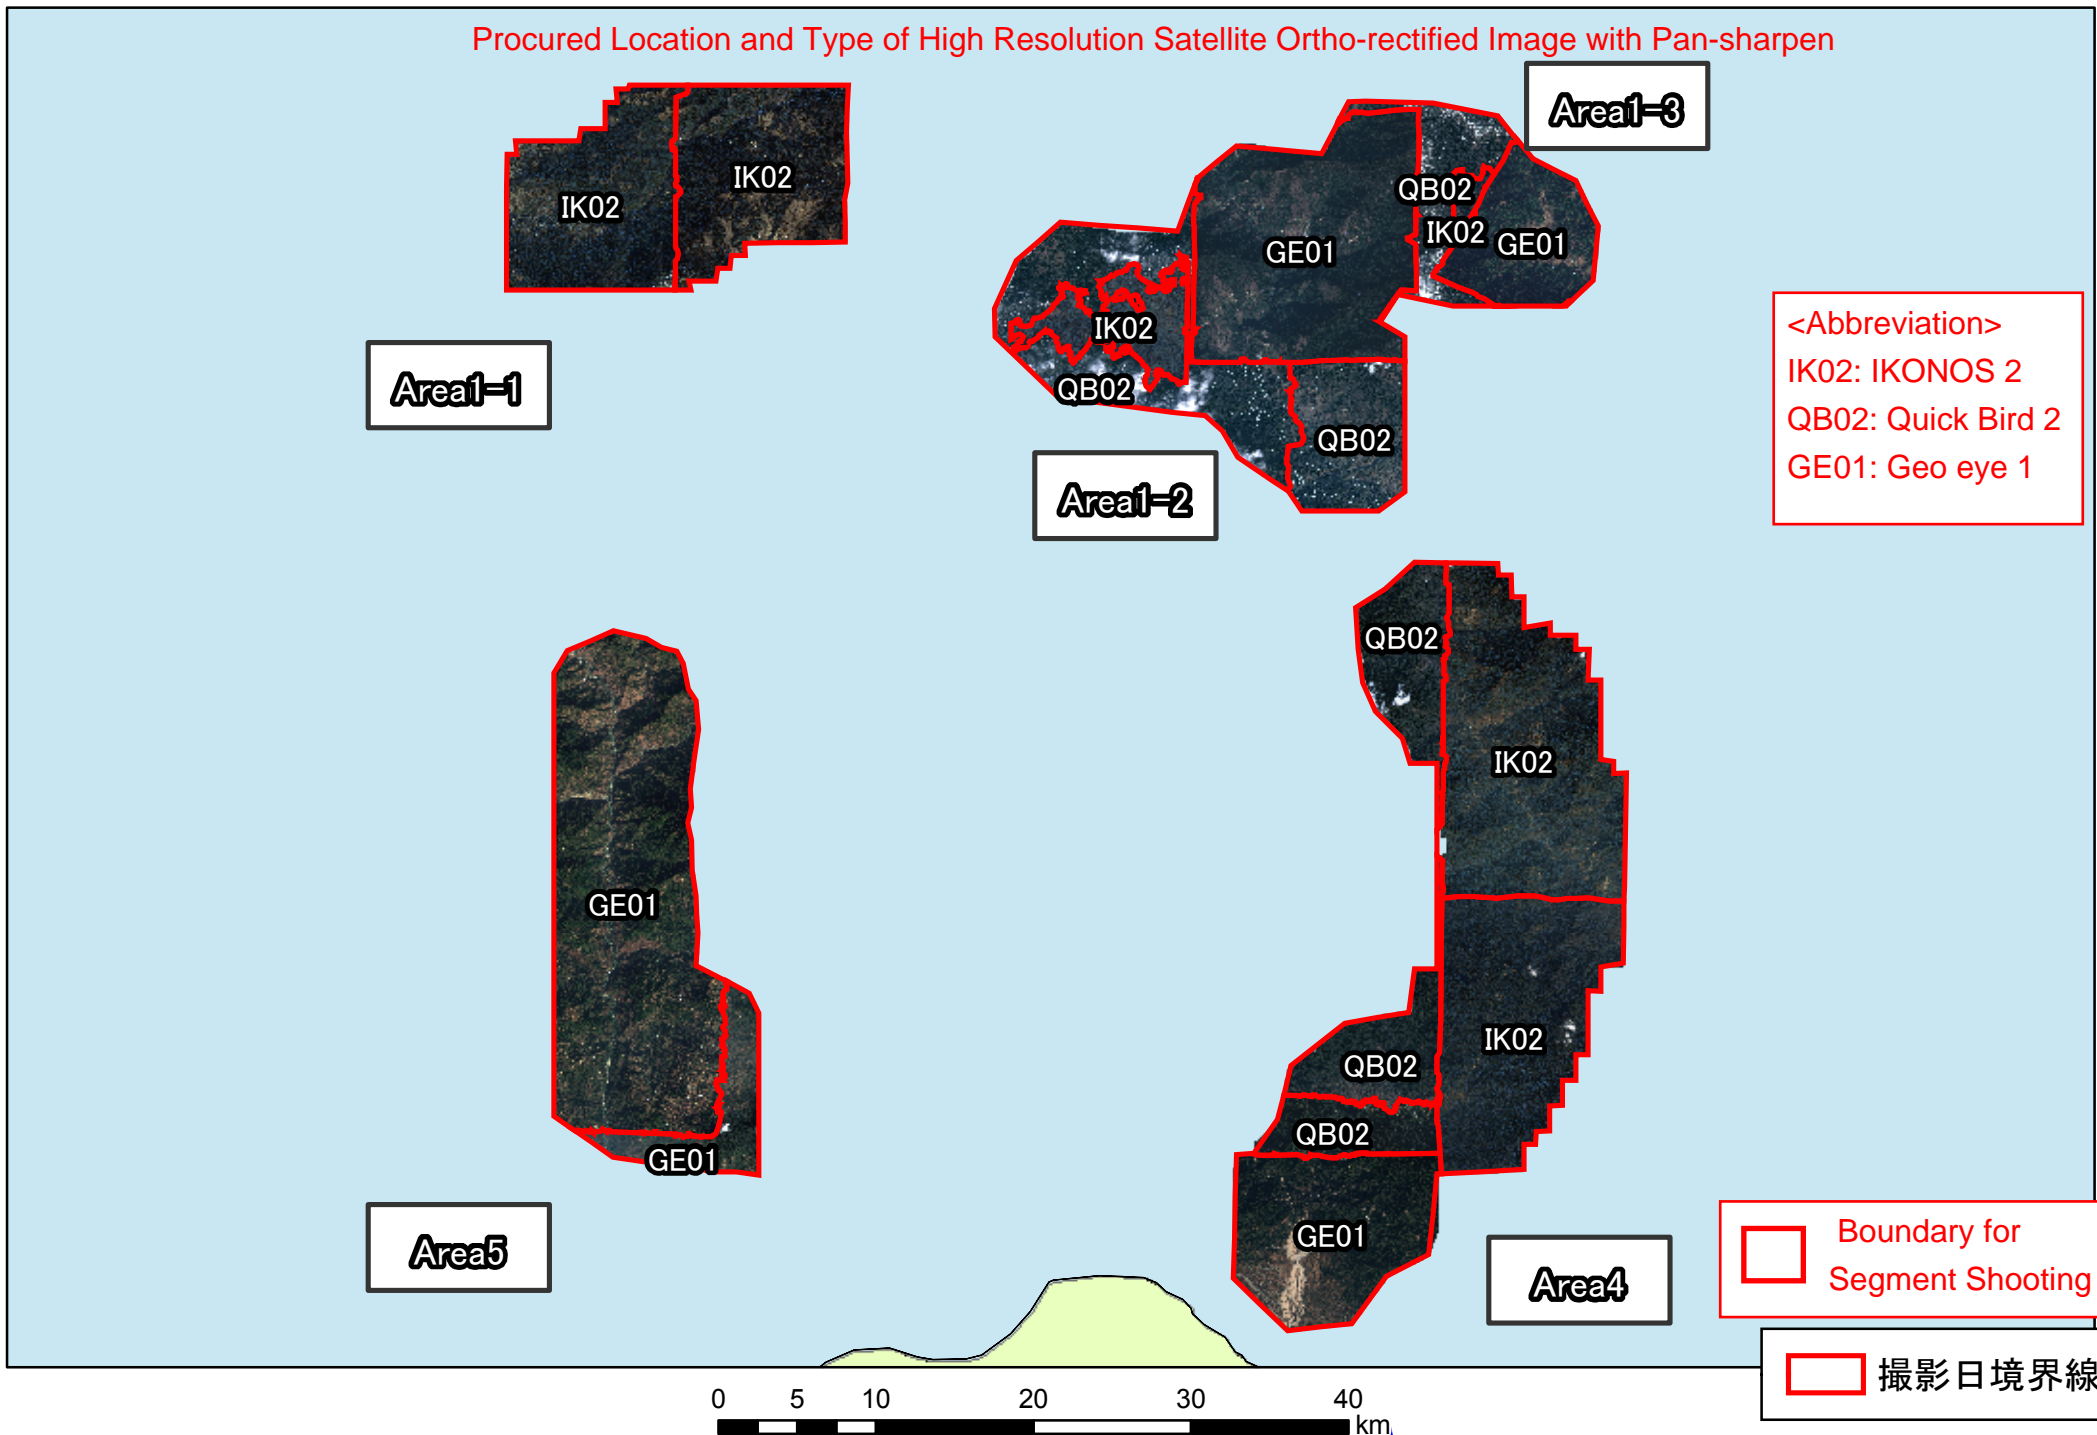 Procured Location and Type of High Resolution Satellite Ortho-rectified Image with Pan-sharpen
Area1-3
IK02
IK02
QB02
IK02
GE01
GE01
IK02
QB02
QB02
Area1-1
Area1-2
<Abbreviation>
IK02: IKONOS 2
QB02: Quick Bird 2
GE01: Geo eye 1
QB02
IK02
GE01
IK02
QB02
QB02
GE01
GE01
Area5
Area4
Boundary for
Segment Shooting
撮影日境界線
0 5 10 20 30 40
km